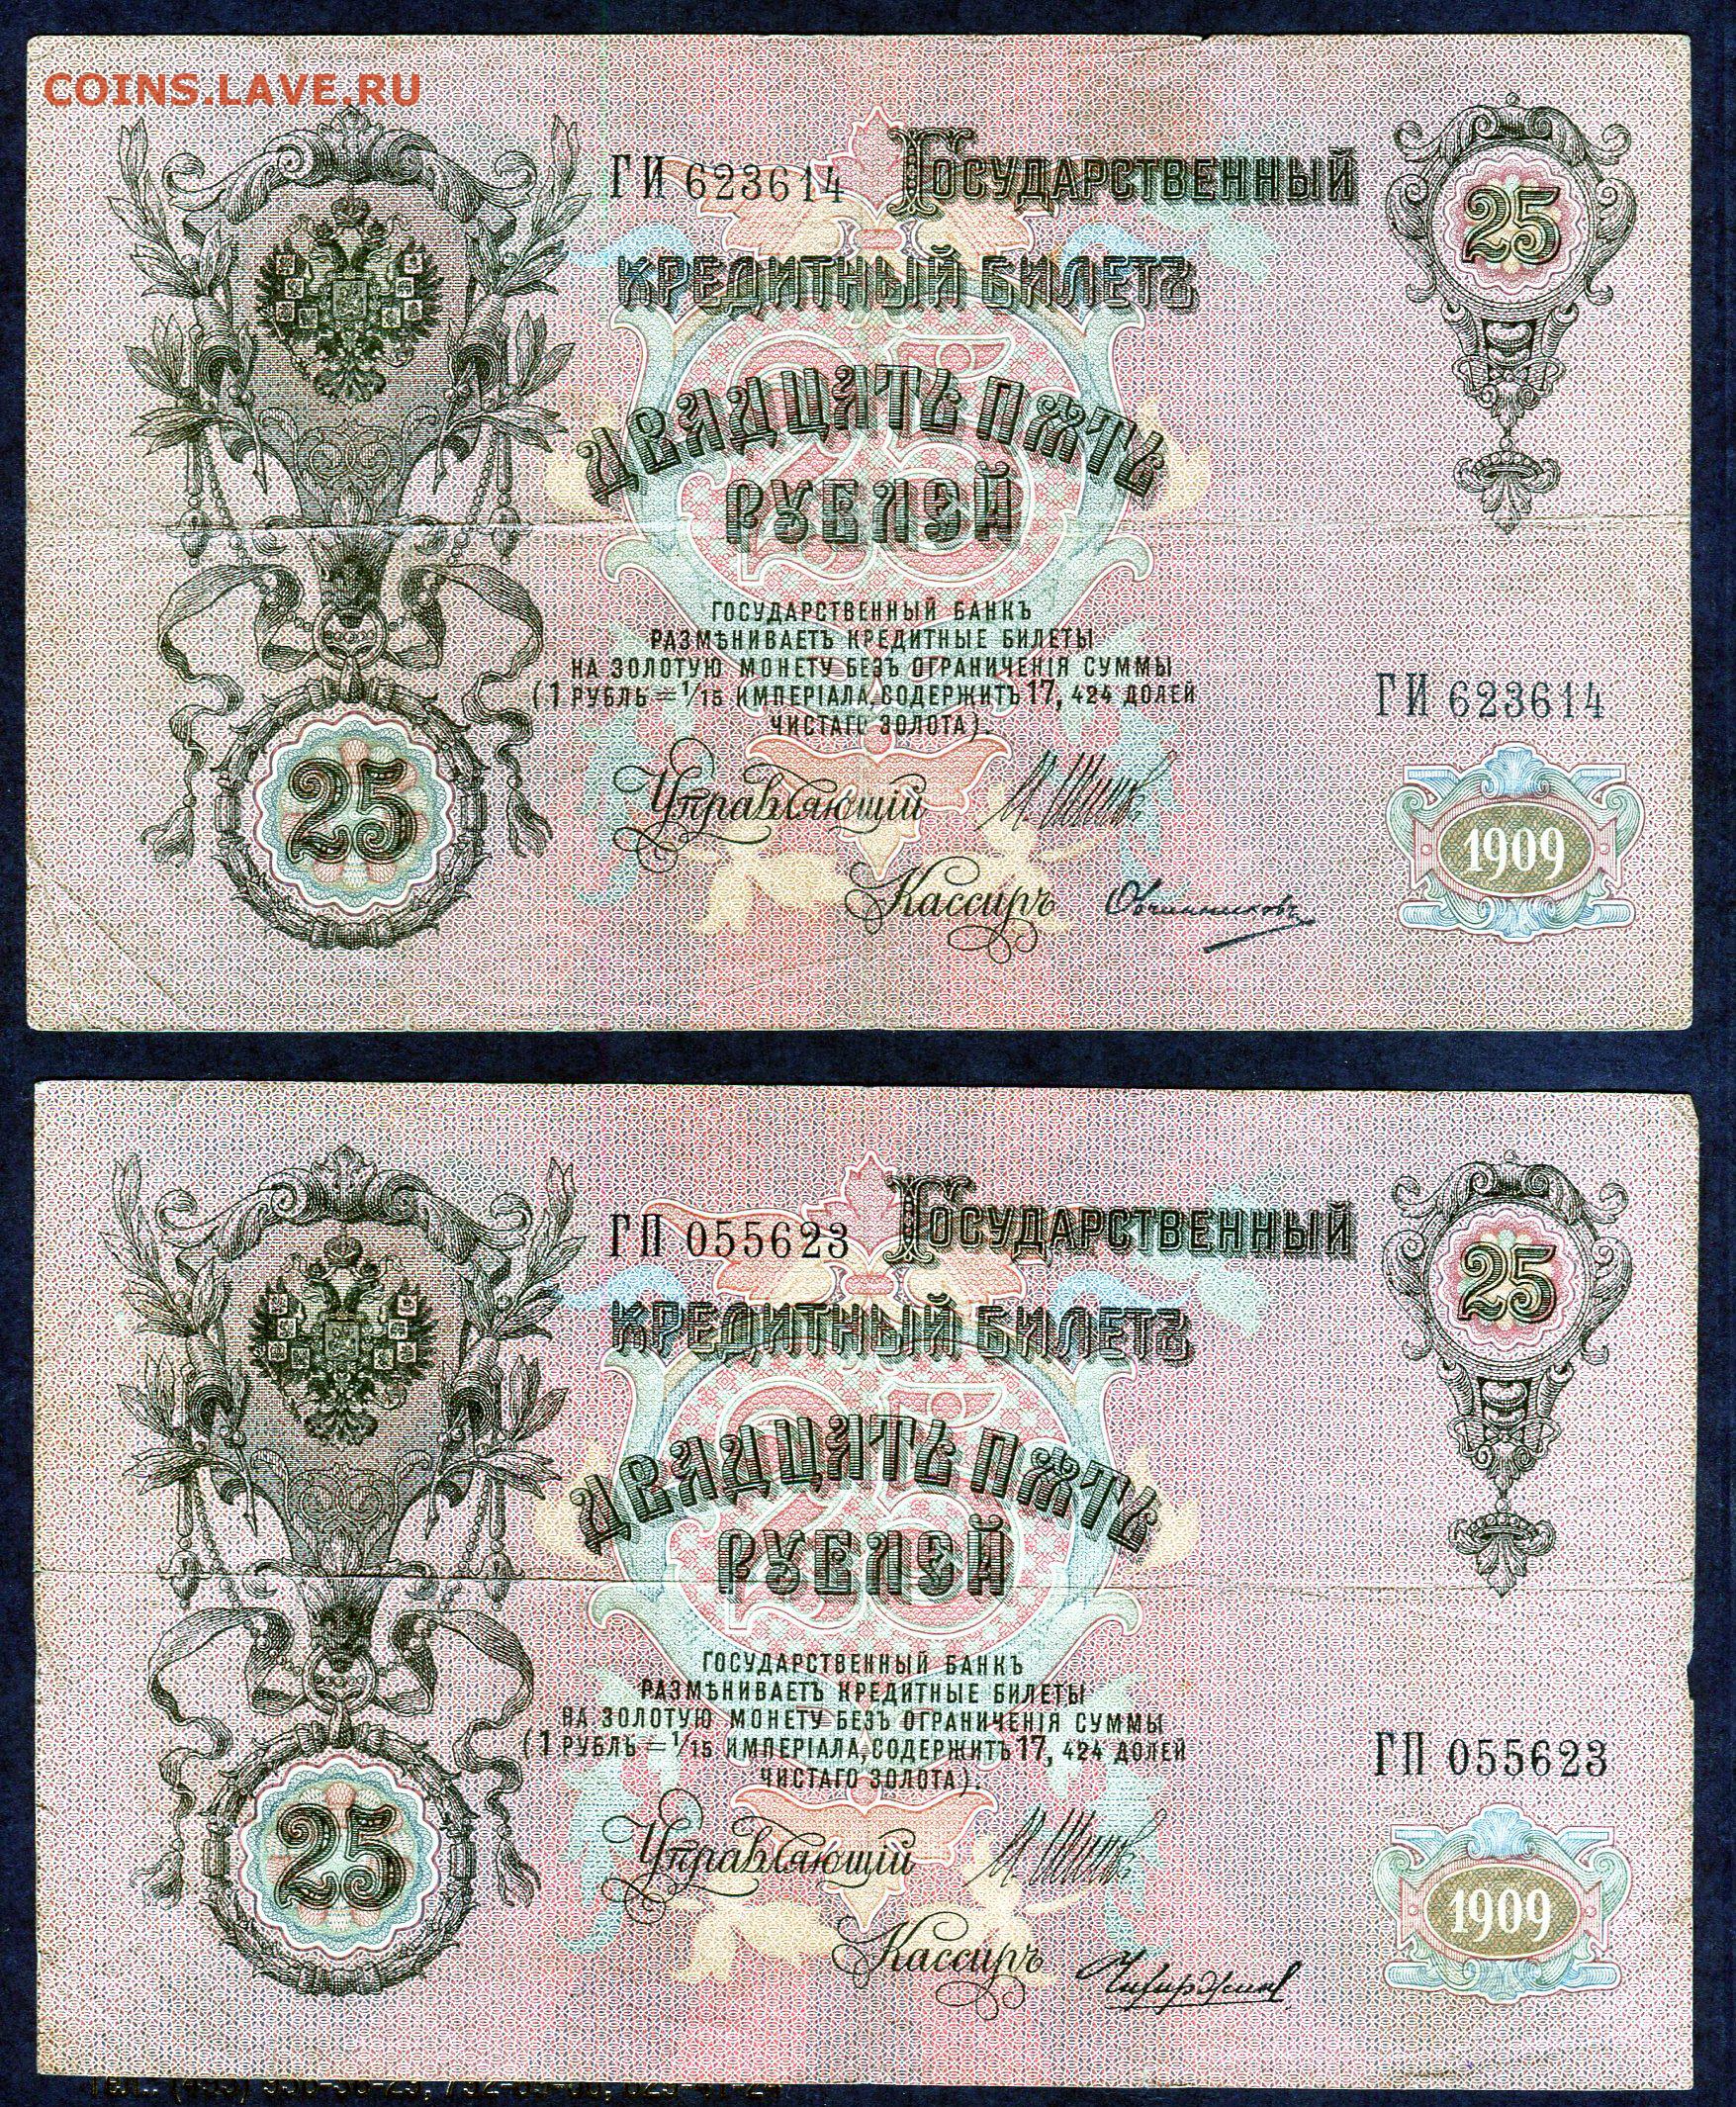 COINS.LAVE.RU
ГИ 623614 Государственный 25
Кредитный Билетъ
Двадцать пять
рублей
ГОСУДАРСТВЕННЫЙ БАНКЪ
РАЗМѢНИВАЕТЪ КРЕДИТНЫЕ БИЛЕТЫ
НА ЗОЛОТУЮ МОНЕТУ БЕЗЪ ОГРАНИЧЕНІЯ СУММЫ
(1 РУБЛЬ=1/15 ИМПЕРІАЛА, СОДЕРЖИТЪ 17, 424 ДОЛЕЙ
ЧИСТАГО ЗОЛОТА).
ГИ 623614
25
Управляющій
1909
Кассиръ Овчинниковъ
ГП 055623 Государственный 25
Кредитный Билетъ
Двадцать пять
рублей
ГОСУДАРСТВЕННЫЙ БАНКЪ
РАЗМѢНИВАЕТЪ КРЕДИТНЫЕ БИЛЕТЫ
НА ЗОЛОТУЮ МОНЕТУ БЕЗЪ ОГРАНИЧЕНІЯ СУММЫ
(1 РУБЛЬ=1/15 ИМПЕРІАЛА, СОДЕРЖИТЪ 17, 424 ДОЛЕЙ
ЧИСТАГО ЗОЛОТА).
ГП 055623
25
Управляющій
1909
Кассиръ